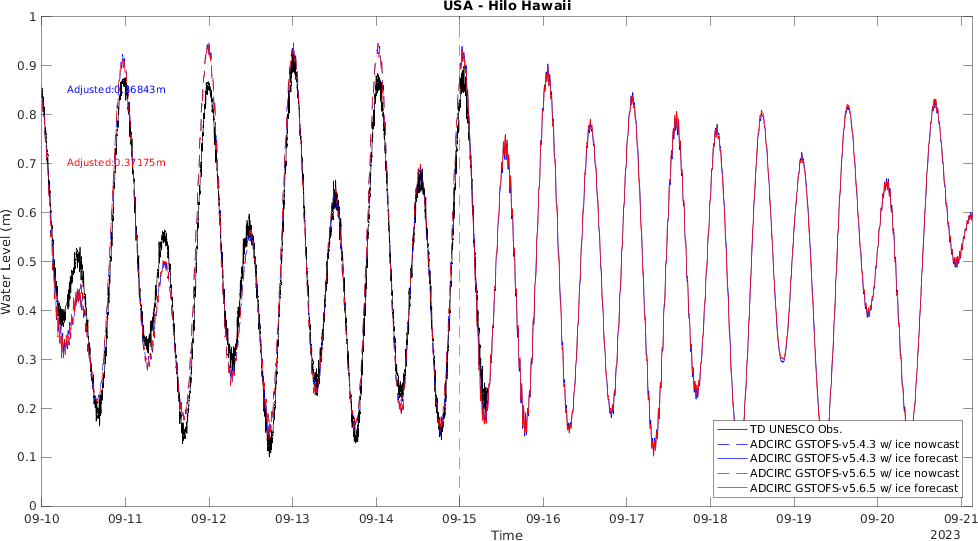 USA - Hilo Hawaii
1
0.9
0.8
0.7
0.6
0.5
0.4
0.3
0.2
0.1
0
Water Level (m)
Adjusted:0.36843m
Adjusted:0.37175m
TD UNESCO Obs.
ADCIRC GSTOFS-v5.4.3 w/ ice nowcast
ADCIRC GSTOFS-v5.4.3 w/ ice forecast
ADCIRC GSTOFS-v5.6.5 w/ ice nowcast
ADCIRC GSTOFS-v5.6.5 w/ ice forecast
09-10 09-11 09-12 09-13 09-14 09-15 09-16 09-17 09-18 09-19 09-20 09-21
Time
2023